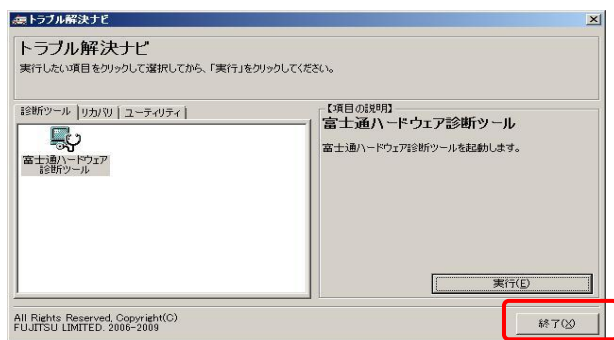 トラブル解決ナビ
トラブル解決ナビ
実行したい項目をクリックして選択してから、「実行」をクリックしてください。
診断ツール
リカバリ
ユーティリティ
富士通ハードウェア
診断ツール
【項目の説明】
富士通ハードウェア診断ツール
富士通ハードウェア診断ツールを起動します。
実行(E)
All Rights Reserved, Copyright(C)
FUJITSU LIMITED. 2006-2009
終了(X)